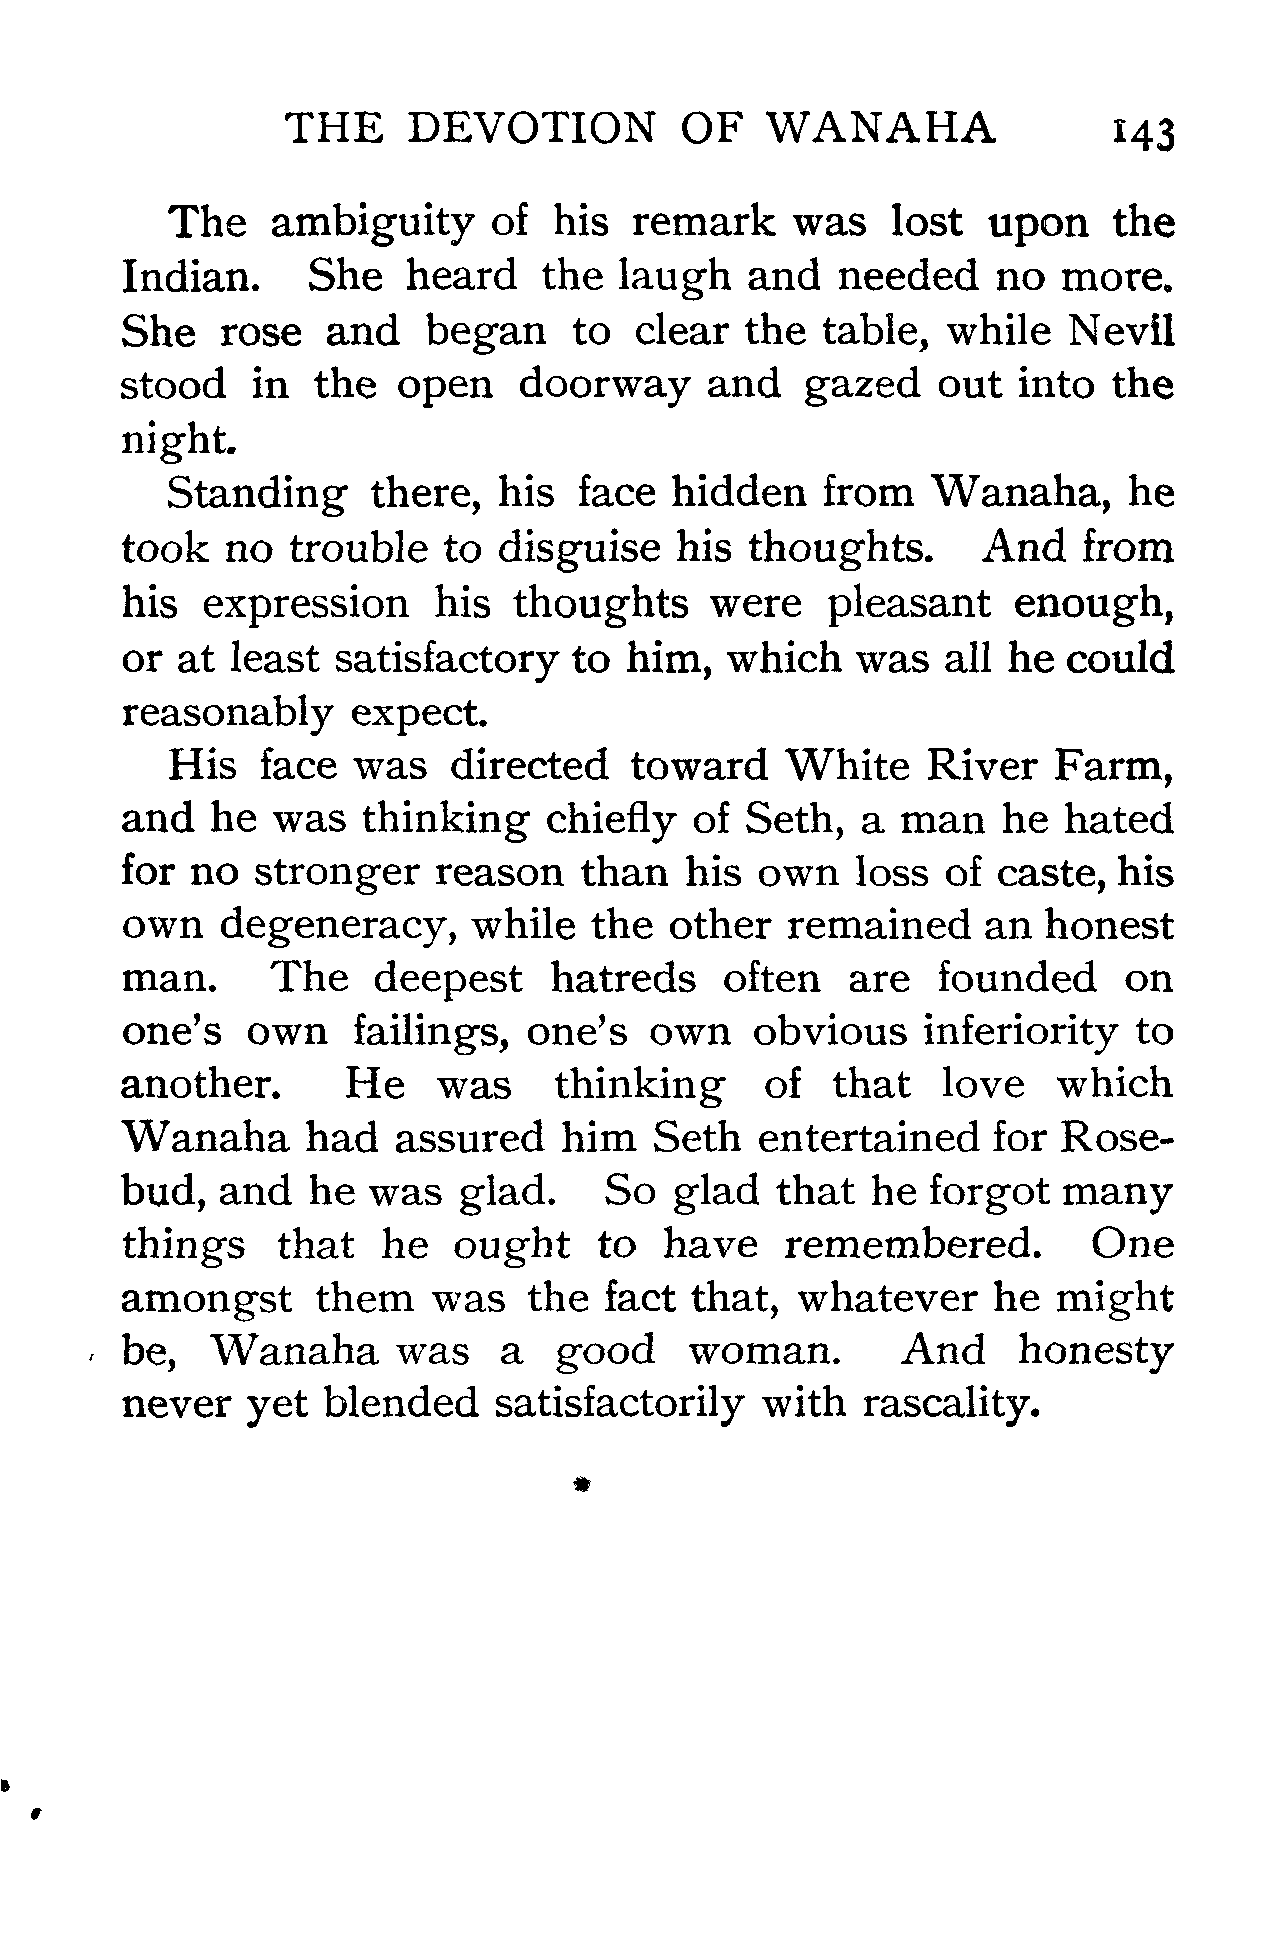 THE DEVOTION OF WANAHA 143
The ambiguity of his remark was lost upon the
Indian. She heard the laugh and needed no more.
She rose and began to clear the table, while Nevil
stood in the open doorway and gazed out into the
night.
Standing there, his face hidden from Wanaha, he
took no trouble to disguise his thoughts. And from
his expression his thoughts were pleasant enough,
or at least satisfactory to him, which was all he could
reasonably expect.
His face was directed toward White River Farm,
and he was thinking chiefly of Seth, a man he hated
for no stronger reason than his own loss of caste, his
own degeneracy, while the other remained an honest
man. The deepest hatreds often are founded on
one's own failings, one's own obvious inferiority to
another. He was thinking of that love which
Wanaha had assured him Seth entertained for Rose-
bud, and he was glad. So glad that he forgot many
things that he ought to have remembered. One
amongst them was the fact that, whatever he might
be, Wanaha was a good woman. And honesty
never yet blended satisfactorily with rascality.